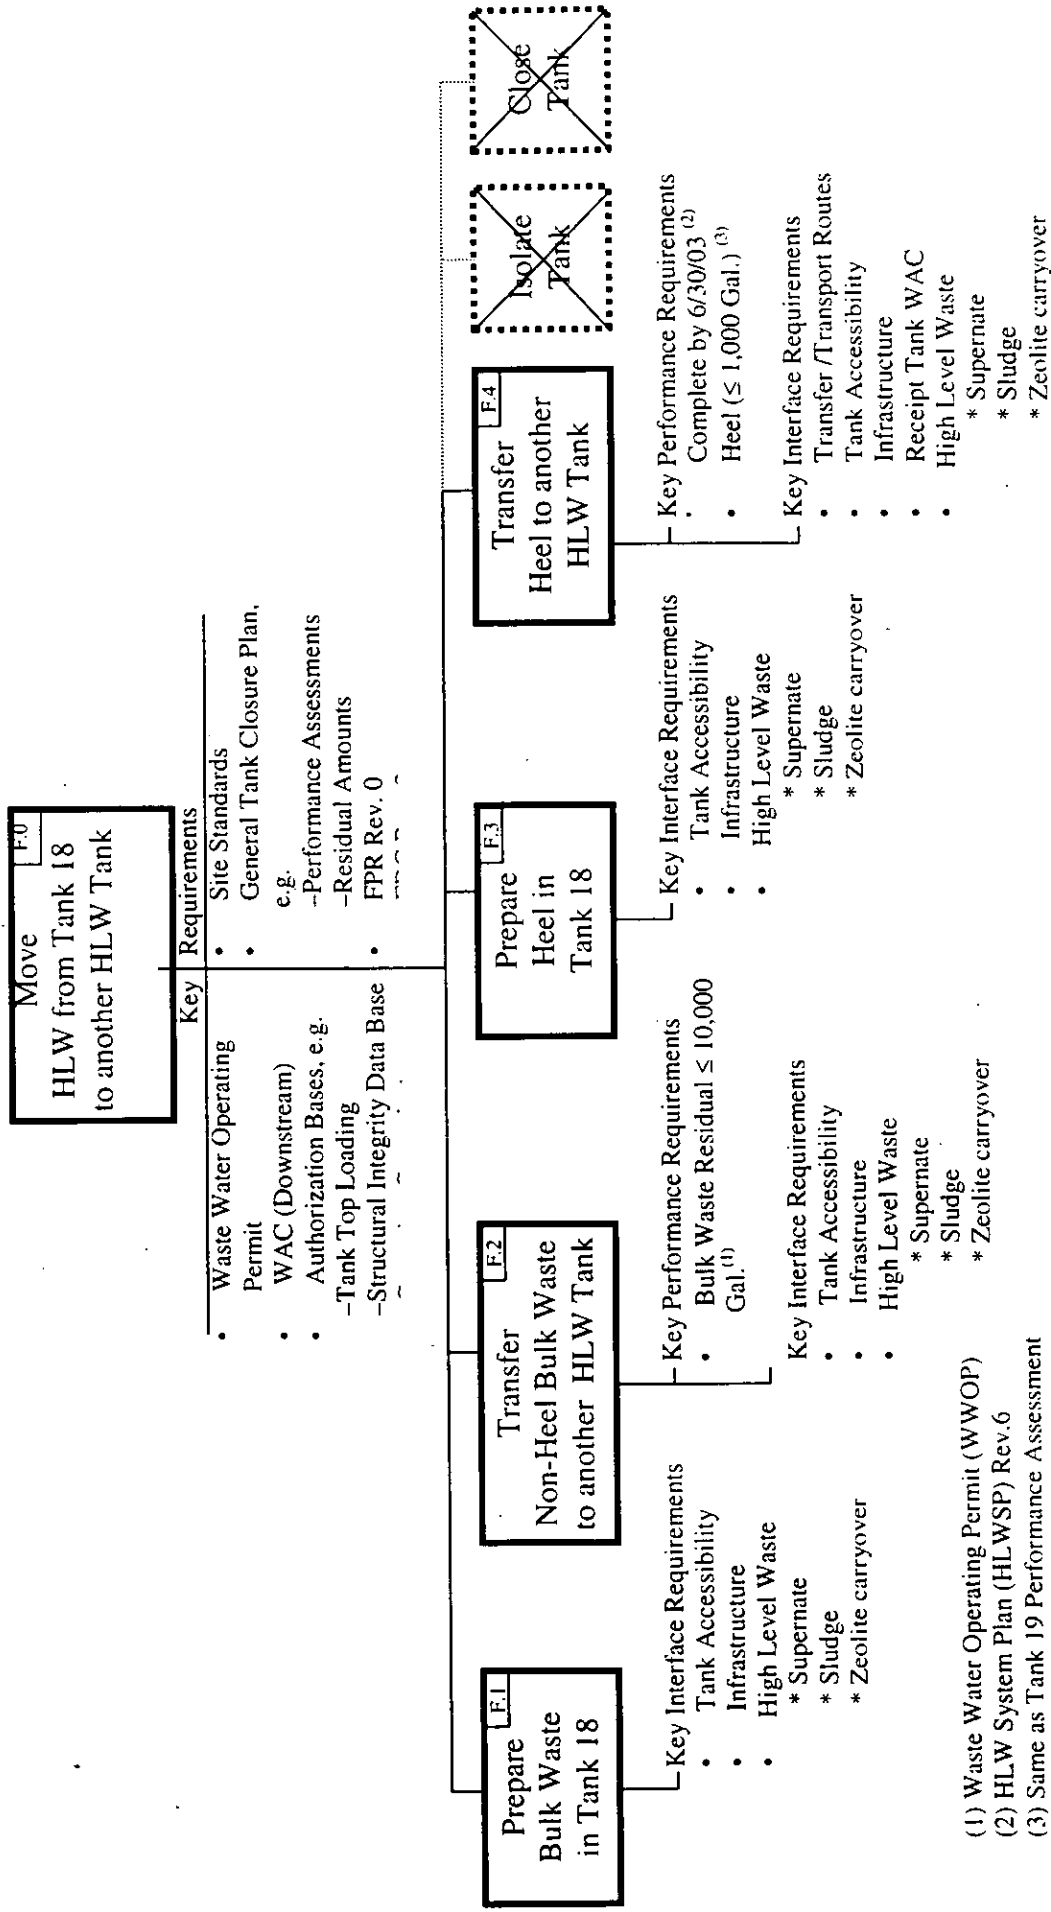 F.0
Move
HLW from Tank 18
to another HLW Tank
Key Requirements
• Waste Water Operating
Permit
• WAC (Downstream)
• Authorization Bases, e.g.
–Tank Top Loading
–Structural Integrity Data Base
• Site Standards
• General Tank Closure Plan,
e.g.
–Performance Assessments
–Residual Amounts
• FPR Rev. 0
F.1
Prepare
Bulk Waste
in Tank 18
Key Interface Requirements
• Tank Accessibility
• Infrastructure
• High Level Waste
* Supernate
* Sludge
* Zeolite carryover
F.2
Transfer
Non-Heel Bulk Waste
to another HLW Tank
Key Performance Requirements
• Bulk Waste Residual ≤ 10,000
Gal. (1)
Key Interface Requirements
• Tank Accessibility
• Infrastructure
• High Level Waste
* Supernate
* Sludge
* Zeolite carryover
F.3
Prepare
Heel in
Tank 18
Key Interface Requirements
• Tank Accessibility
• Infrastructure
• High Level Waste
* Supernate
* Sludge
* Zeolite carryover
F.4
Transfer
Heel to another
HLW Tank
Key Performance Requirements
• Complete by 6/30/03 (2)
• Heel (≤ 1,000 Gal.) (3)
Key Interface Requirements
• Transfer /Transport Routes
• Tank Accessibility
• Infrastructure
• Receipt Tank WAC
• High Level Waste
* Supernate
* Sludge
* Zeolite carryover
Isolate
Tank
Close
Tank
(1) Waste Water Operating Permit (WWOP)
(2) HLW System Plan (HLWSP) Rev.6
(3) Same as Tank 19 Performance Assessment